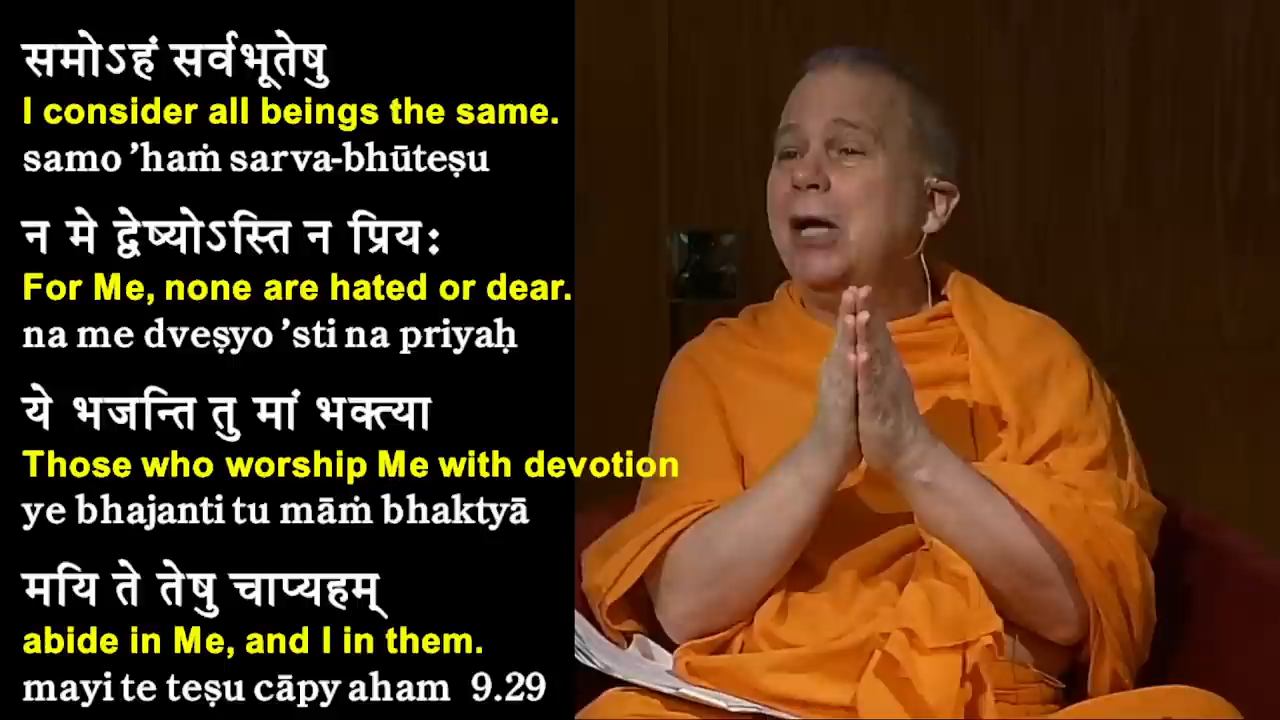 समोऽहं सर्वभूतेषु
I consider all beings the same.
samo ’haṁ sarva-bhūteṣu
न मे द्वेष्योऽस्ति न प्रियः
For Me, none are hated or dear.
na me dveṣyo ’sti na priyaḥ
ये भजन्ति तु मां भक्त्या
Those who worship Me with devotion
ye bhajanti tu māṁ bhaktyā
मयि ते तेषु चाप्यहम्
abide in Me, and I in them.
mayi te teṣu cāpy aham 9.29